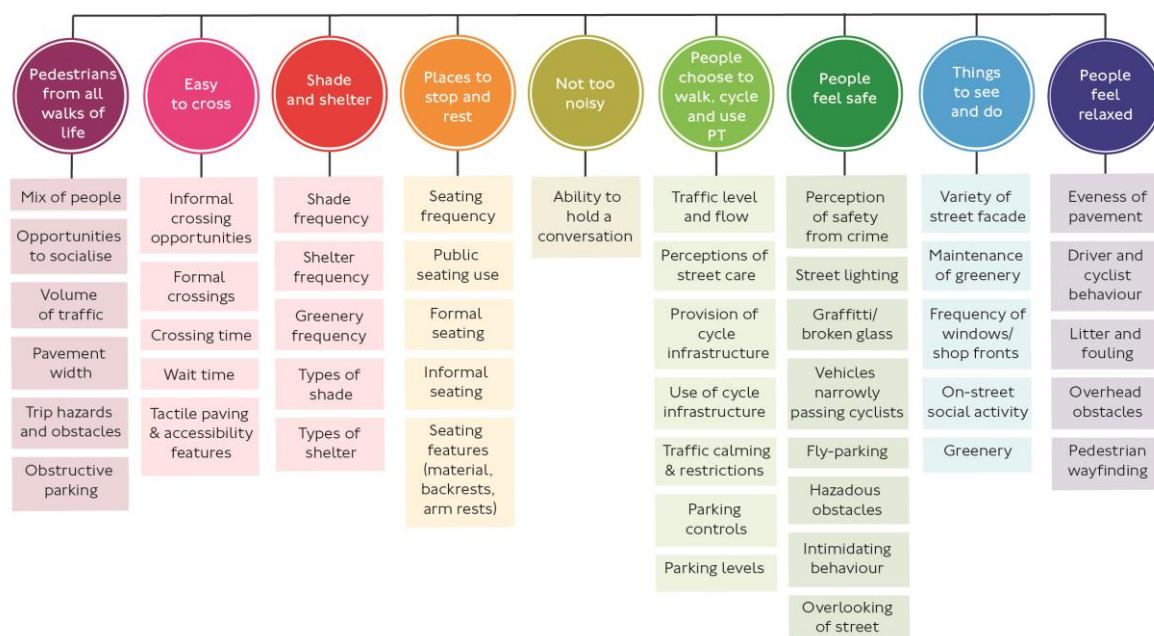 Pedestrians
from all
walks of
life
Easy
to cross
Shade
and shelter
Places to
stop and
rest
Not too
noisy
People
choose to
walk, cycle
and use
PT
People
feel safe
Things
to see
and do
People
feel
relaxed
Mix of people
Opportunities
to socialise
Volume
of traffic
Pavement
width
Trip hazards
and obstacles
Obstructive
parking
Informal
crossing
opportunities
Formal
crossings
Crossing time
Wait time
Tactile paving
& accessibility
features
Shade
frequency
Shelter
frequency
Greenery
frequency
Types of
shade
Types of
shelter
Seating
frequency
Public
seating use
Formal
seating
Informal
seating
Seating
features
(material,
backrests,
arm rests)
Ability to
hold a
conversation
Traffic level
and flow
Perceptions of
street care
Provision of
cycle
infrastructure
Use of cycle
infrastructure
Traffic calming
& restrictions
Parking
controls
Parking levels
Perception
of safety
from crime
Street lighting
Graffitti/
broken glass
Vehicles
narrowly
passing cyclists
Fly-parking
Hazadous
obstacles
Intimidating
behaviour
Overlooking
of street
Variety of
street facade
Maintenance
of greenery
Frequency of
windows/
shop fronts
On-street
social activity
Greenery
Eveness of
pavement
Driver and
cyclist
behaviour
Litter and
fouling
Overhead
obstacles
Pedestrian
wayfinding